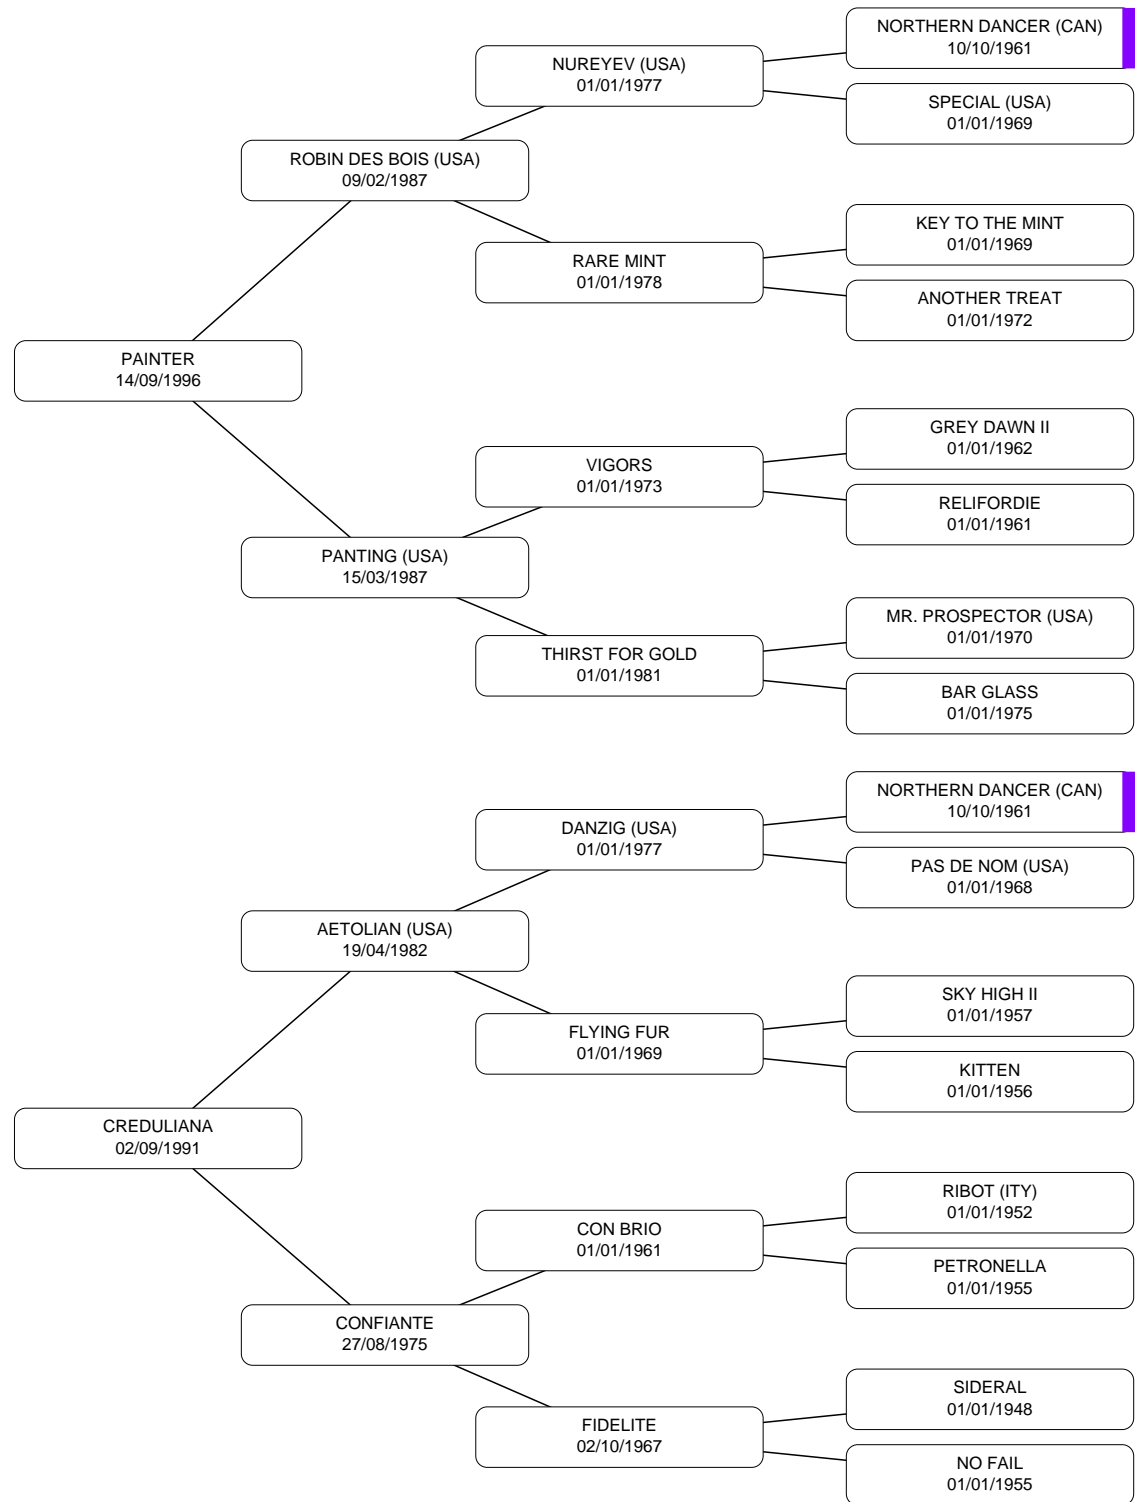 NORTHERN DANCER (CAN)
10/10/1961
NUREYEV (USA)
01/01/1977
SPECIAL (USA)
01/01/1969
ROBIN DES BOIS (USA)
09/02/1987
KEY TO THE MINT
01/01/1969
RARE MINT
01/01/1978
ANOTHER TREAT
01/01/1972
PAINTER
14/09/1996
GREY DAWN II
01/01/1962
VIGORS
01/01/1973
RELIFORDIE
01/01/1961
PANTING (USA)
15/03/1987
MR. PROSPECTOR (USA)
01/01/1970
THIRST FOR GOLD
01/01/1981
BAR GLASS
01/01/1975
NORTHERN DANCER (CAN)
10/10/1961
DANZIG (USA)
01/01/1977
PAS DE NOM (USA)
01/01/1968
AETOLIAN (USA)
19/04/1982
SKY HIGH II
01/01/1957
FLYING FUR
01/01/1969
KITTEN
01/01/1956
CREDULIANA
02/09/1991
RIBOT (ITY)
01/01/1952
CON BRIO
01/01/1961
PETRONELLA
01/01/1955
CONFIANTE
27/08/1975
SIDERAL
01/01/1948
FIDELITE
02/10/1967
NO FAIL
01/01/1955